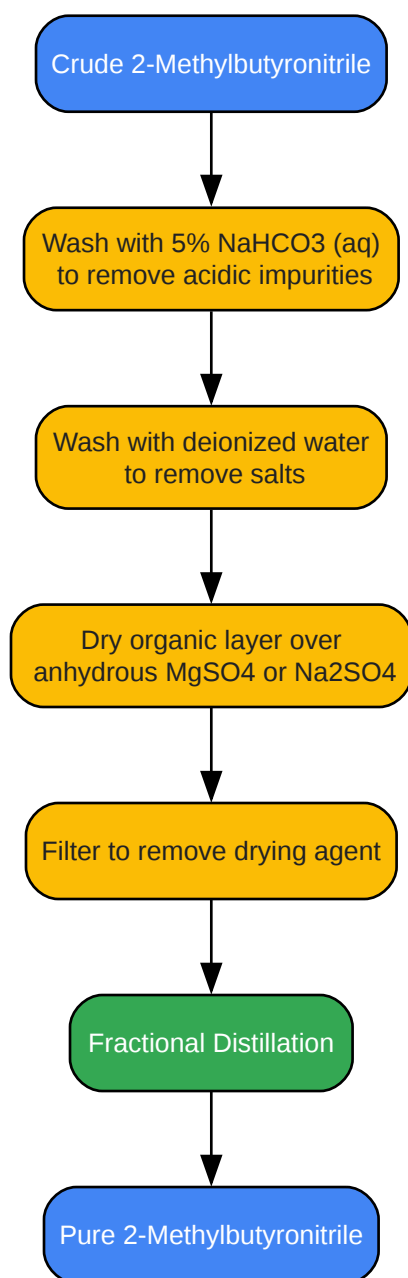 Crude 2-Methylbutyronitrile
Wash with 5% NaHCO3 (aq)
to remove acidic impurities
Wash with deionized water
to remove salts
Dry organic layer over
anhydrous MgSO4 or Na2SO4
Filter to remove drying agent
Fractional Distillation
Pure 2-Methylbutyronitrile